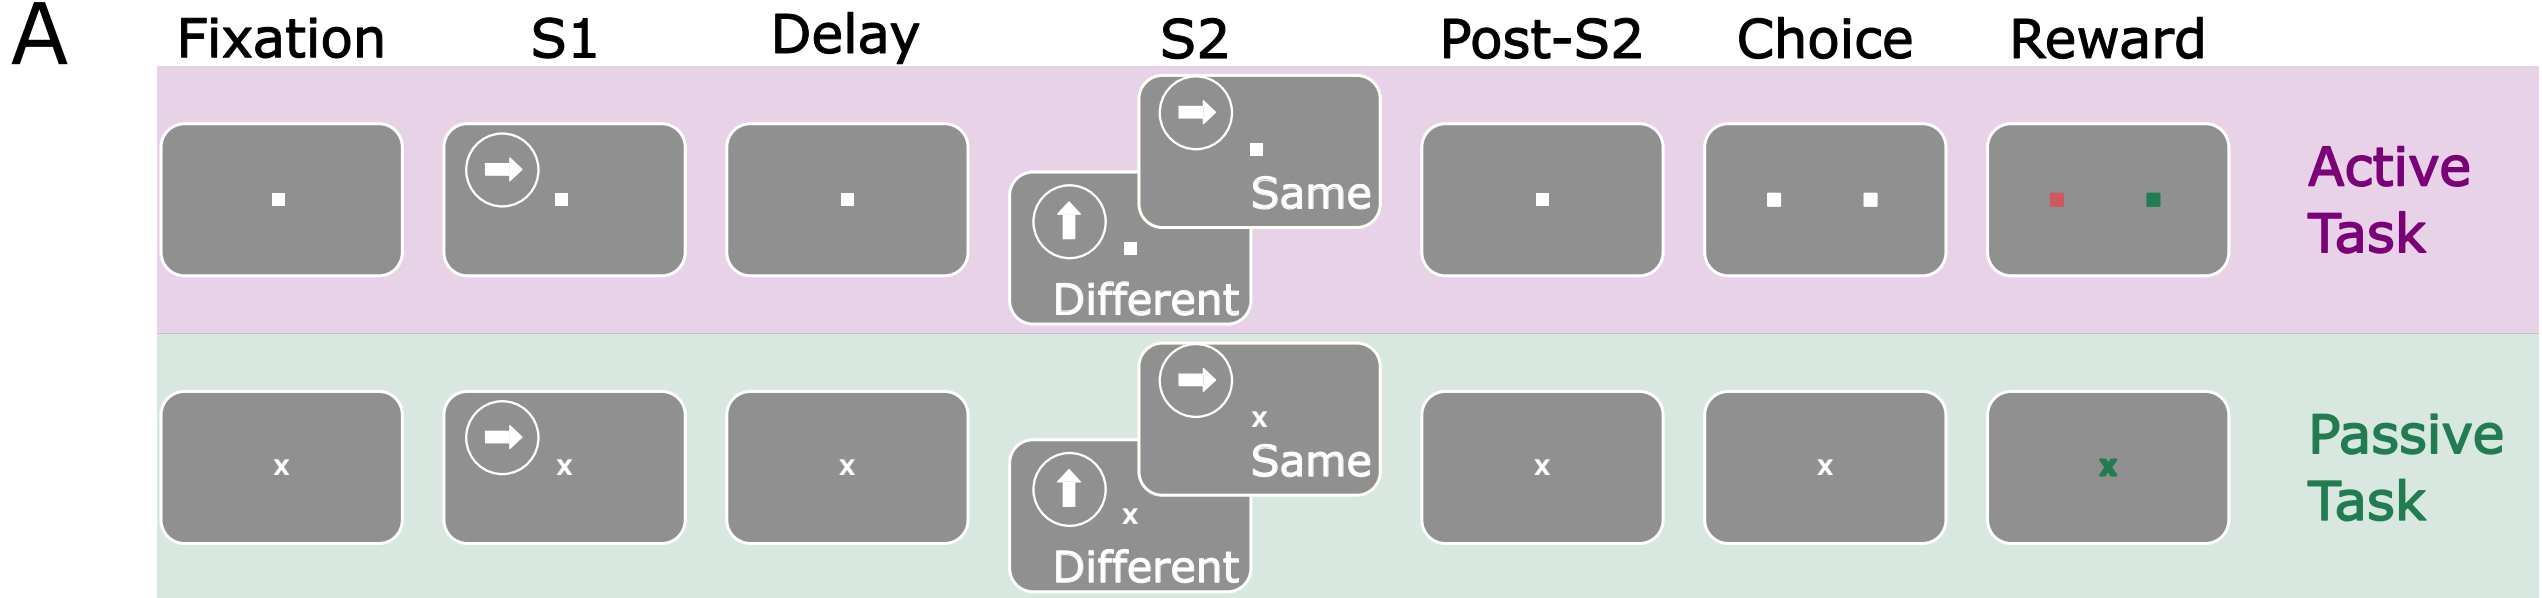 A
Fixation S1 Delay S2 Post-S2 Choice Reward
Same
Different
Active
Task
x x x x x x x
Same
x
Different
Passive
Task